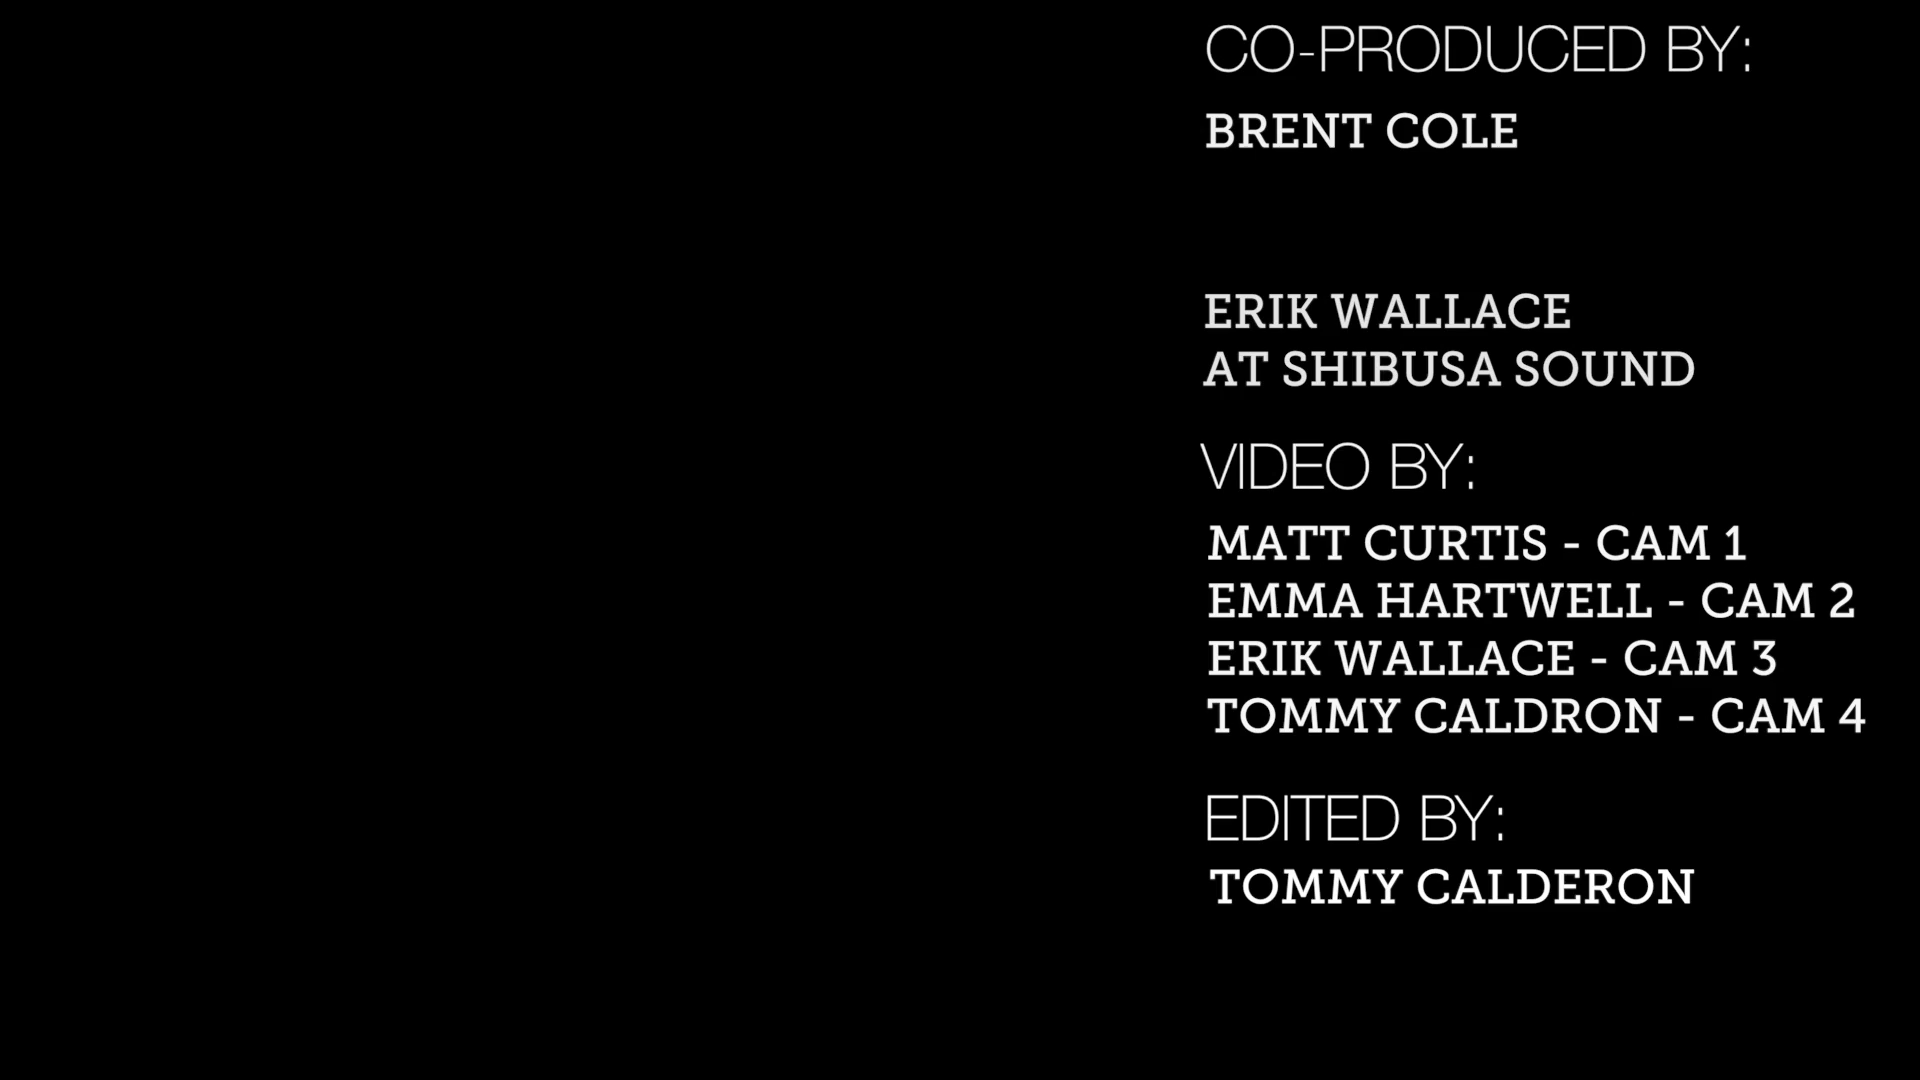 CO-PRODUCED BY:
BRENT COLE
ERIK WALLACE
AT SHIBUSA SOUND
VIDEO BY:
MATT CURTIS - CAM 1
EMMA HARTWELL - CAM 2
ERIK WALLACE - CAM 3
TOMMY CALDRON - CAM 4
EDITED BY:
TOMMY CALDERON